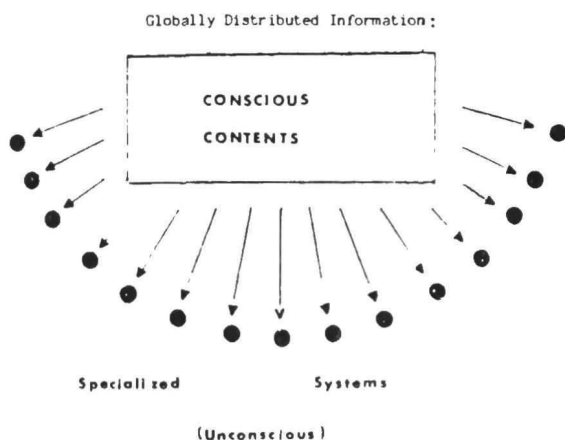 Globally Distributed Information:
CONSCIOUS
CONTENTS
Specialized Systems
(Unconscious)